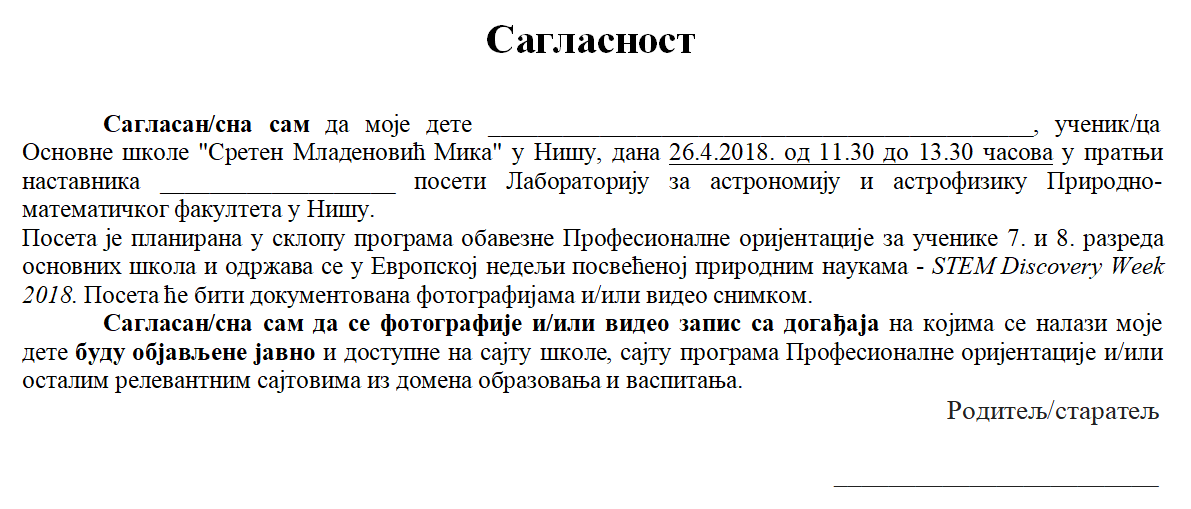 Сагласност
Сагласан/сна сам да моје дете ___________________________________________, ученик/ца
Основне школе "Сретен Младеновић Мика" у Нишу, дана 26.4.2018. од 11.30 до 13.30 часова у пратњи
наставника ___________________ посети Лабораторију за астрономију и астрофизику Природно-
математичког факултета у Нишу.
Посета је планирана у склопу програма обавезне Професионалне оријентације за ученике 7. и 8. разреда
основних школа и одржава се у Европској недељи посвећеној природним наукама - STEM Discovery Week
2018. Посета ће бити документована фотографијама и/или видео снимком.
Сагласан/сна сам да се фотографије и/или видео запис са догађаја на којима се налази моје
дете буду објављене јавно и доступне на сајту школе, сајту програма Професионалне оријентације и/или
осталим релевантним сајтовима из домена образовања и васпитања.
Родитељ/старатељ
_________________________